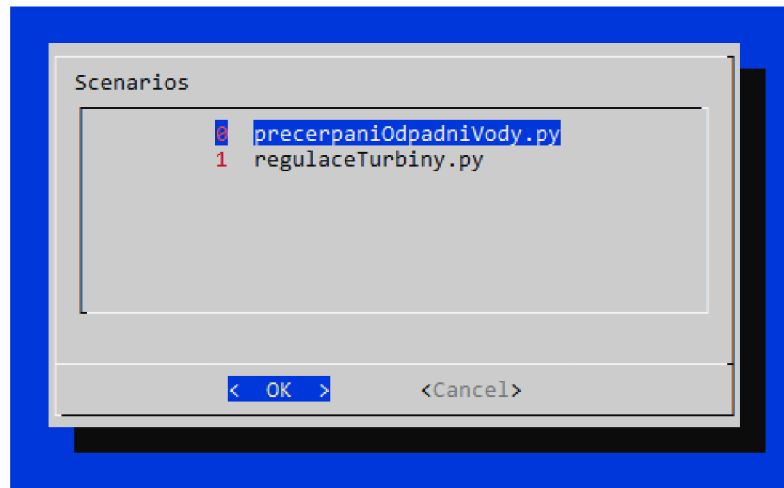 Scenarios
0 precerpaniOdpadniVody.py
1 regulaceTurbiny.py
< OK > <Cancel>